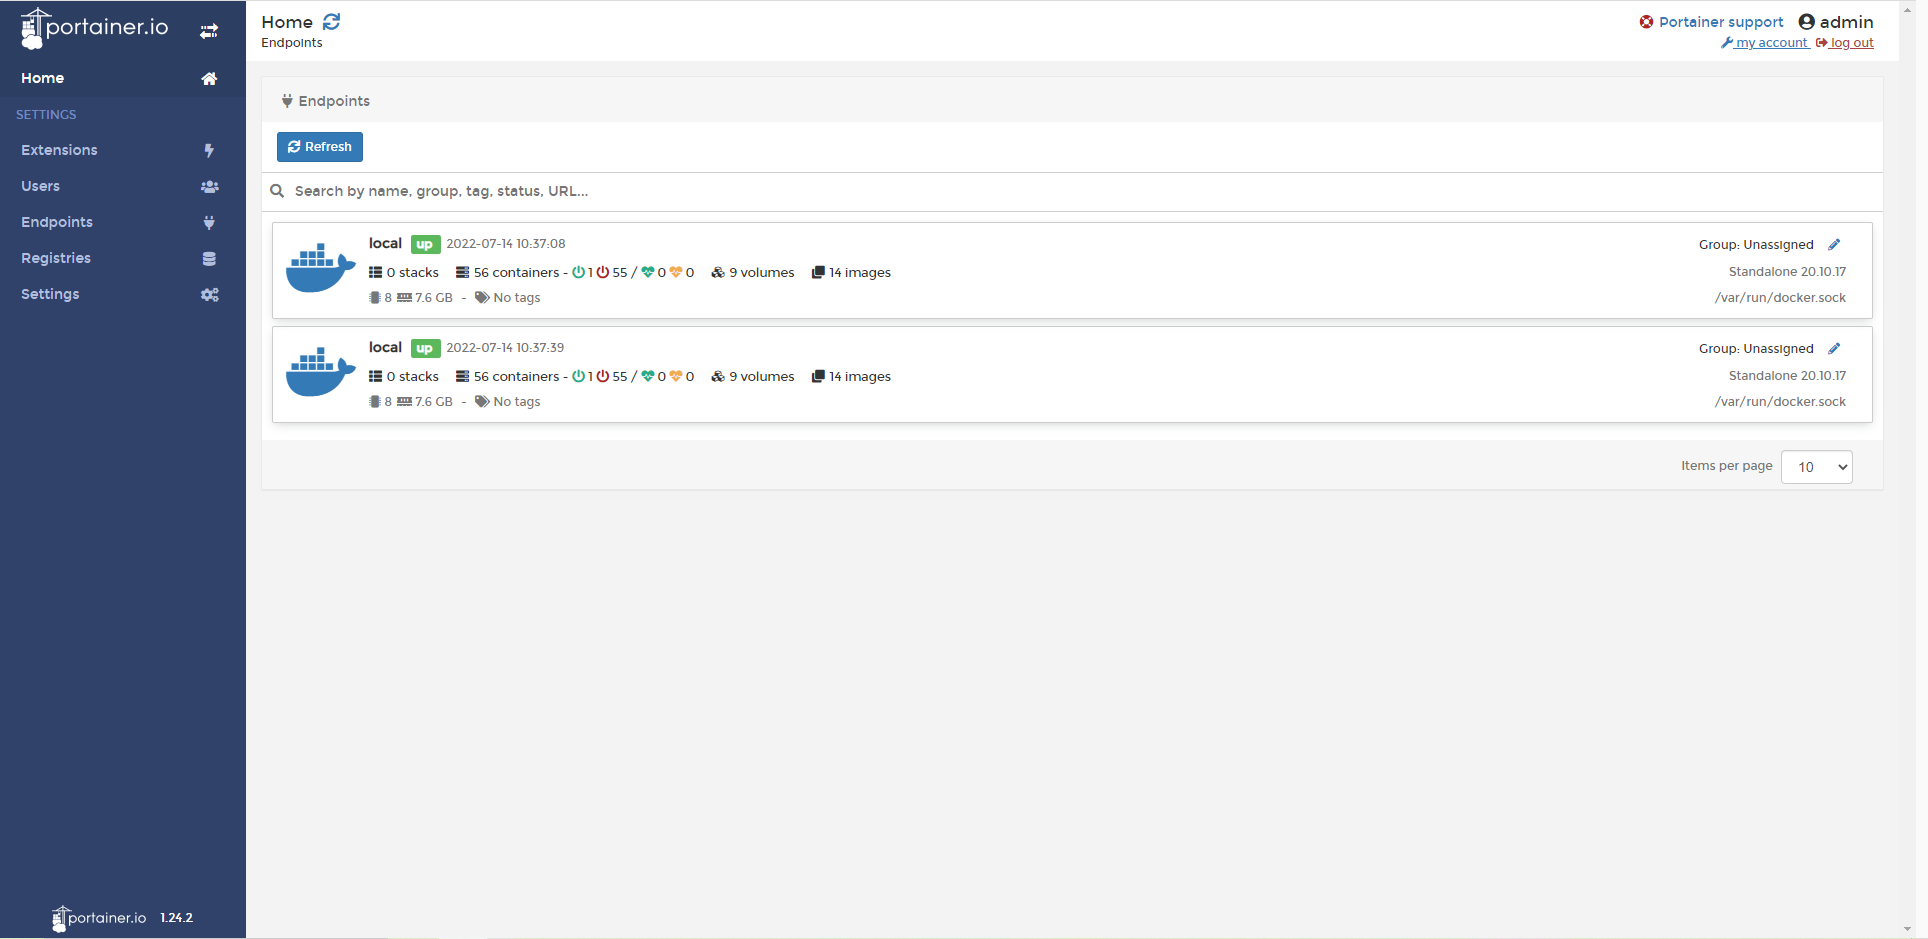 portainer.io
Home
SETTINGS
Extensions
Users
Endpoints
Registries
Settings
portainer.io 1.24.2
Home
Endpoints
Portainer support admin
my account log out
Endpoints
Refresh
Search by name, group, tag, status, URL...
local up 2022-07-14 10:37:08
Group: Unassigned
0 stacks 56 containers - 1 55 / 0 0 9 volumes 14 images
Standalone 20.10.17
8 7.6 GB - No tags
/var/run/docker.sock
local up 2022-07-14 10:37:39
Group: Unassigned
0 stacks 56 containers - 1 55 / 0 0 9 volumes 14 images
Standalone 20.10.17
8 7.6 GB - No tags
/var/run/docker.sock
Items per page 10